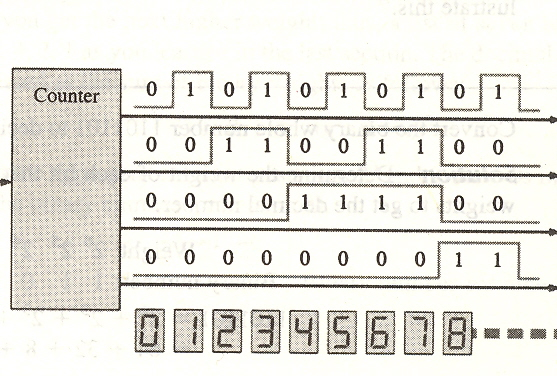 Counter
0 1 0 1 0 1 0 1 0 1
0 0 1 1 0 0 1 1 0 0
0 0 0 0 1 1 1 1 0 0
0 0 0 0 0 0 0 0 1 1
0 1 2 3 4 5 6 7 8